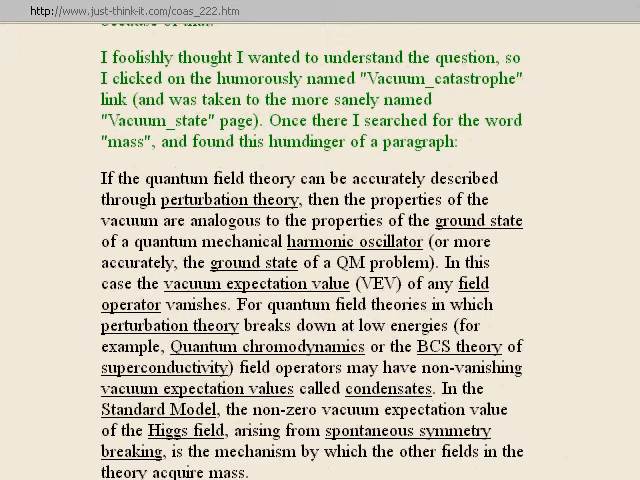 http://www.just-think-it.com/coas_222.htm
because of that.
I foolishly thought I wanted to understand the question, so
I clicked on the humorously named "Vacuum_catastrophe"
link (and was taken to the more sanely named
"Vacuum_state" page). Once there I searched for the word
"mass", and found this humdinger of a paragraph:
If the quantum field theory can be accurately described
through perturbation theory, then the properties of the
vacuum are analogous to the properties of the ground state
of a quantum mechanical harmonic oscillator (or more
accurately, the ground state of a QM problem). In this
case the vacuum expectation value (VEV) of any field
operator vanishes. For quantum field theories in which
perturbation theory breaks down at low energies (for
example, Quantum chromodynamics or the BCS theory of
superconductivity) field operators may have non-vanishing
vacuum expectation values called condensates. In the
Standard Model, the non-zero vacuum expectation value
of the Higgs field, arising from spontaneous symmetry
breaking, is the mechanism by which the other fields in the
theory acquire mass.